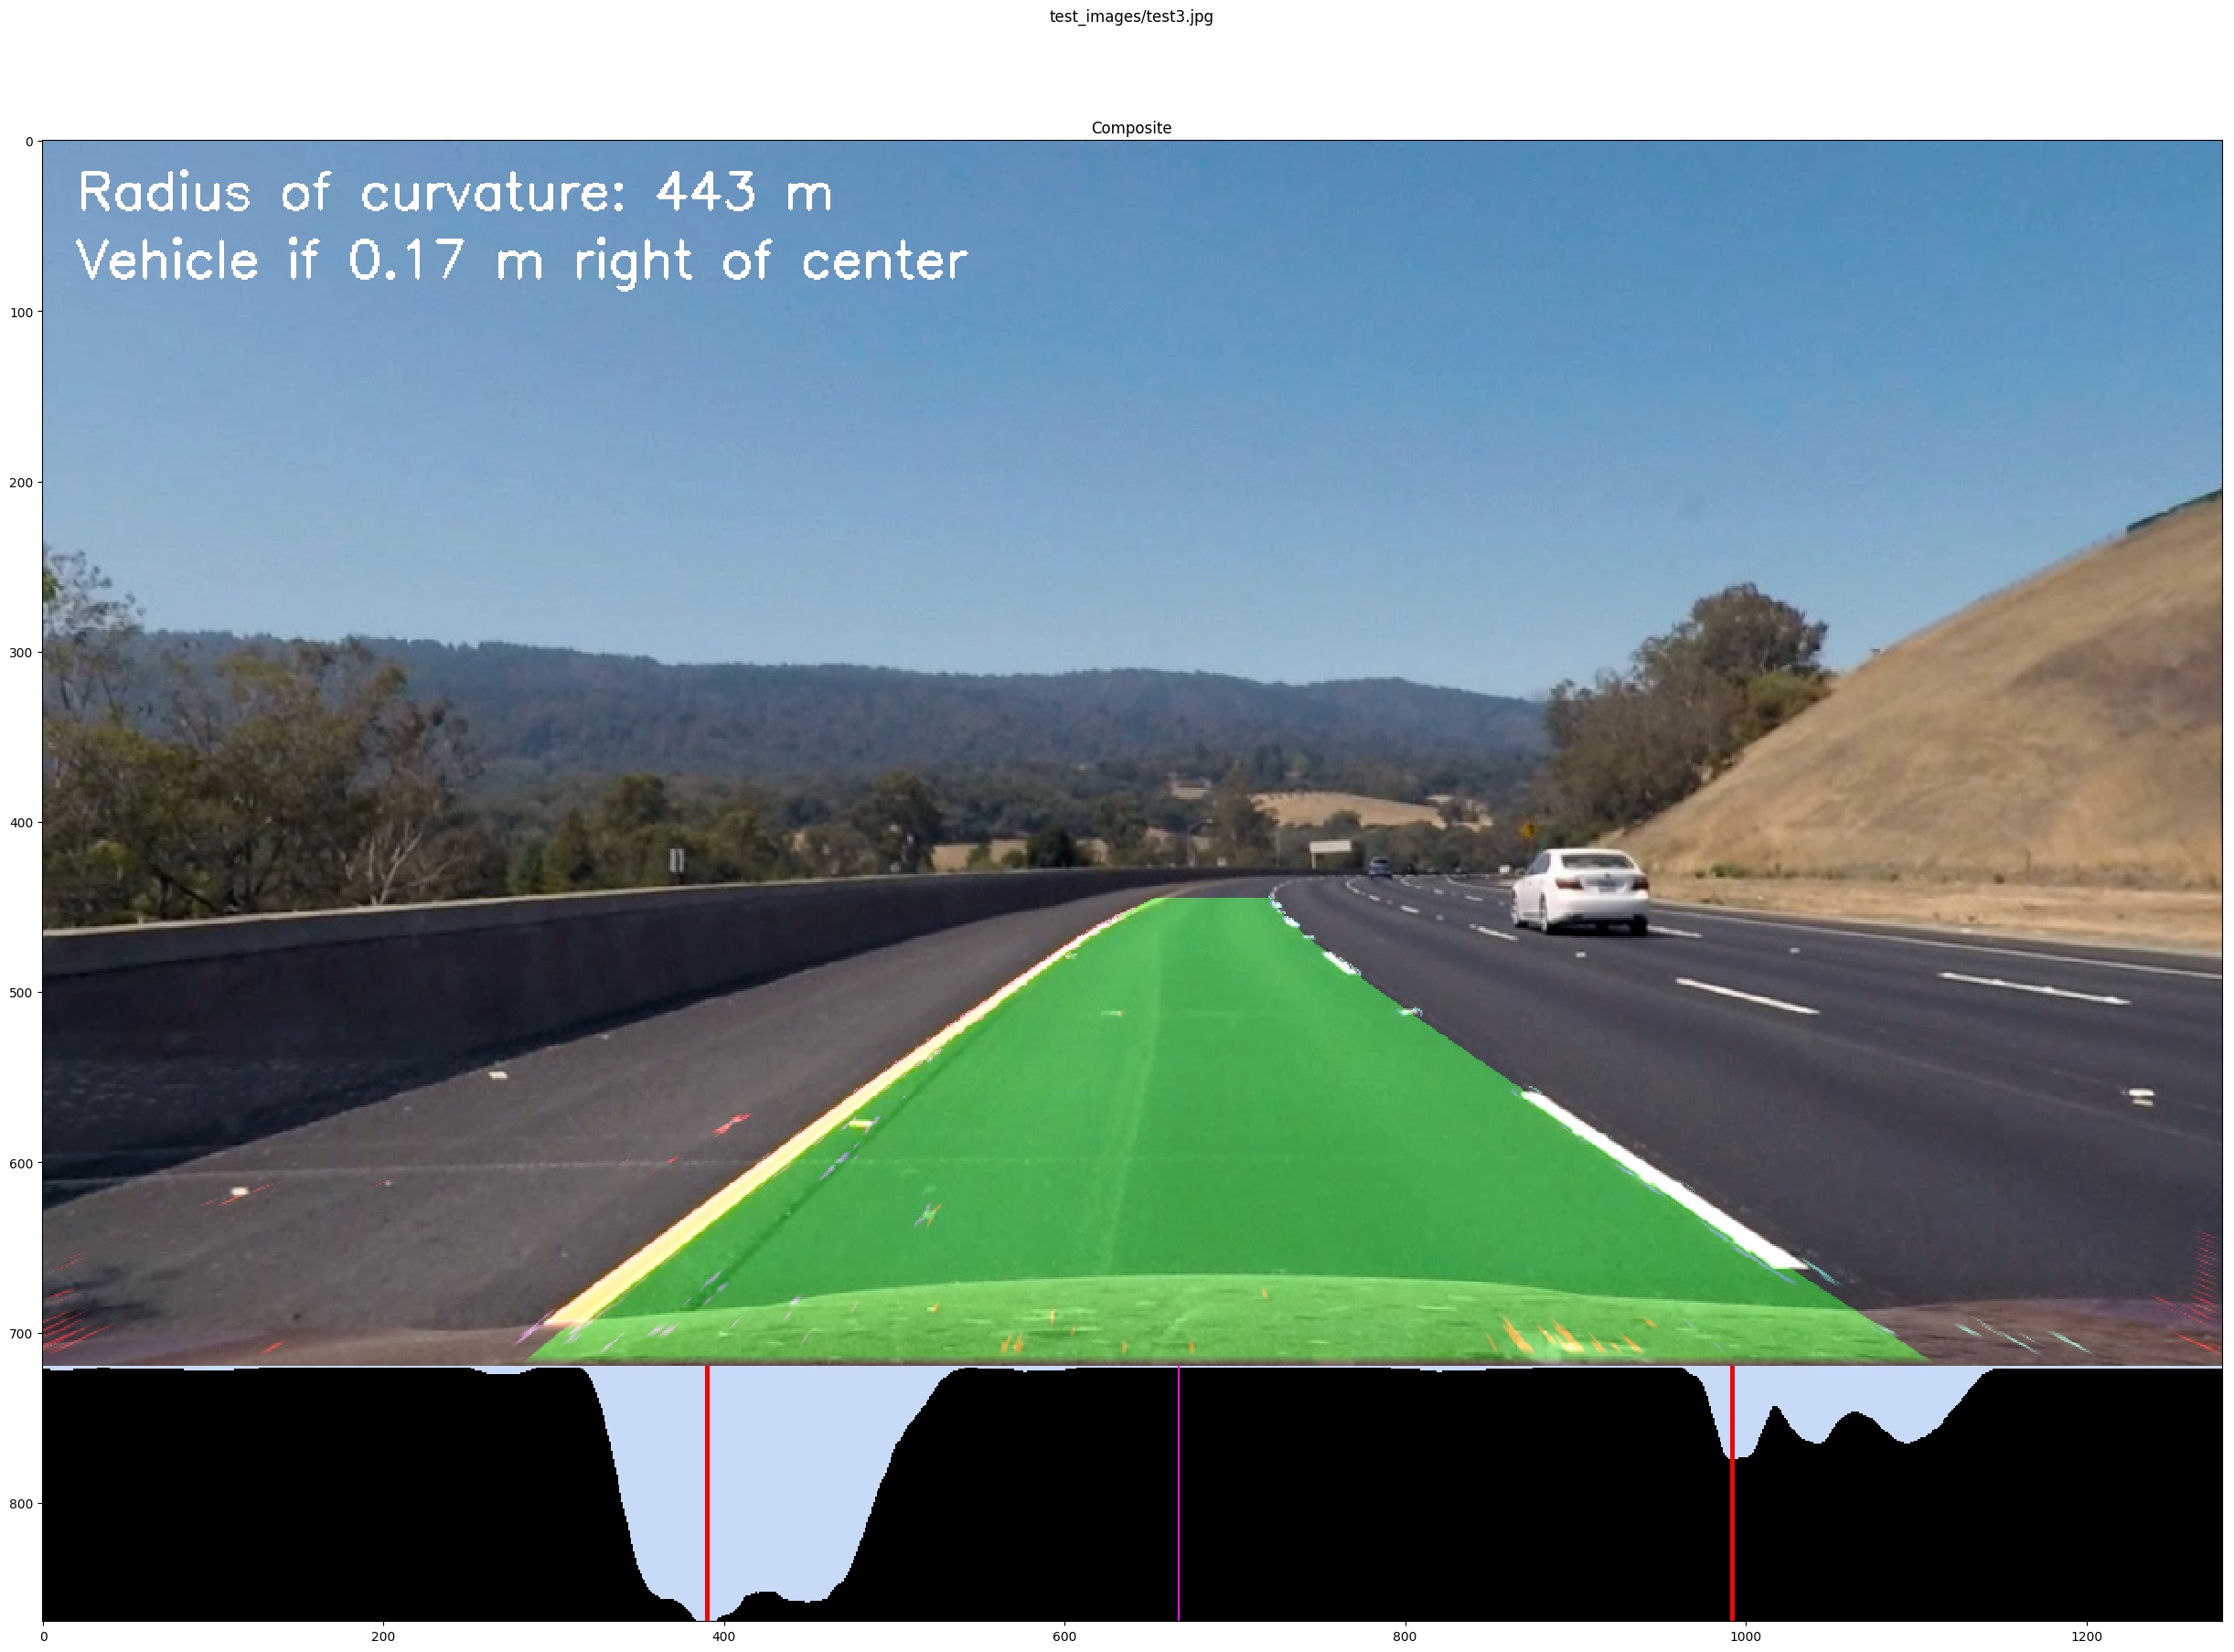 test_images/test3.jpg
Composite
Radius of curvature: 443 m
Vehicle if 0.17 m right of center
0
100
200
300
400
500
600
700
800
0 200 400 600 800 1000 1200